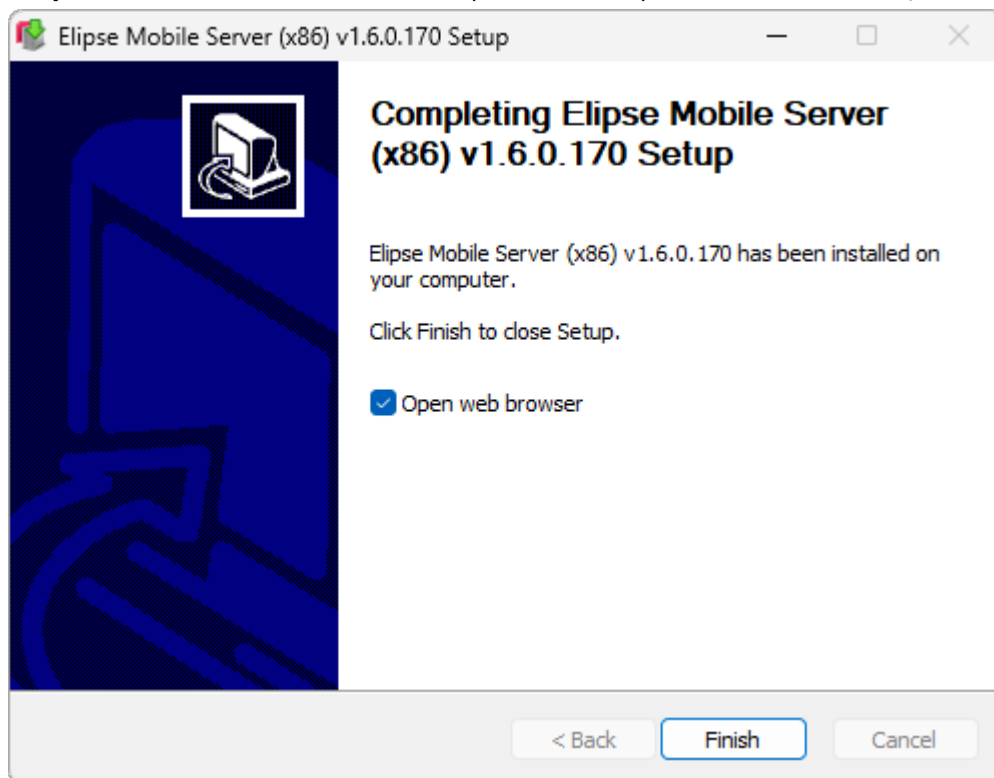 Elipse Mobile Server (x86) v1.6.0.170 Setup
Completing Elipse Mobile Server
(x86) v1.6.0.170 Setup
Elipse Mobile Server (x86) v1.6.0.170 has been installed on
your computer.
Click Finish to close Setup.
Open web browser
< Back
Finish
Cancel